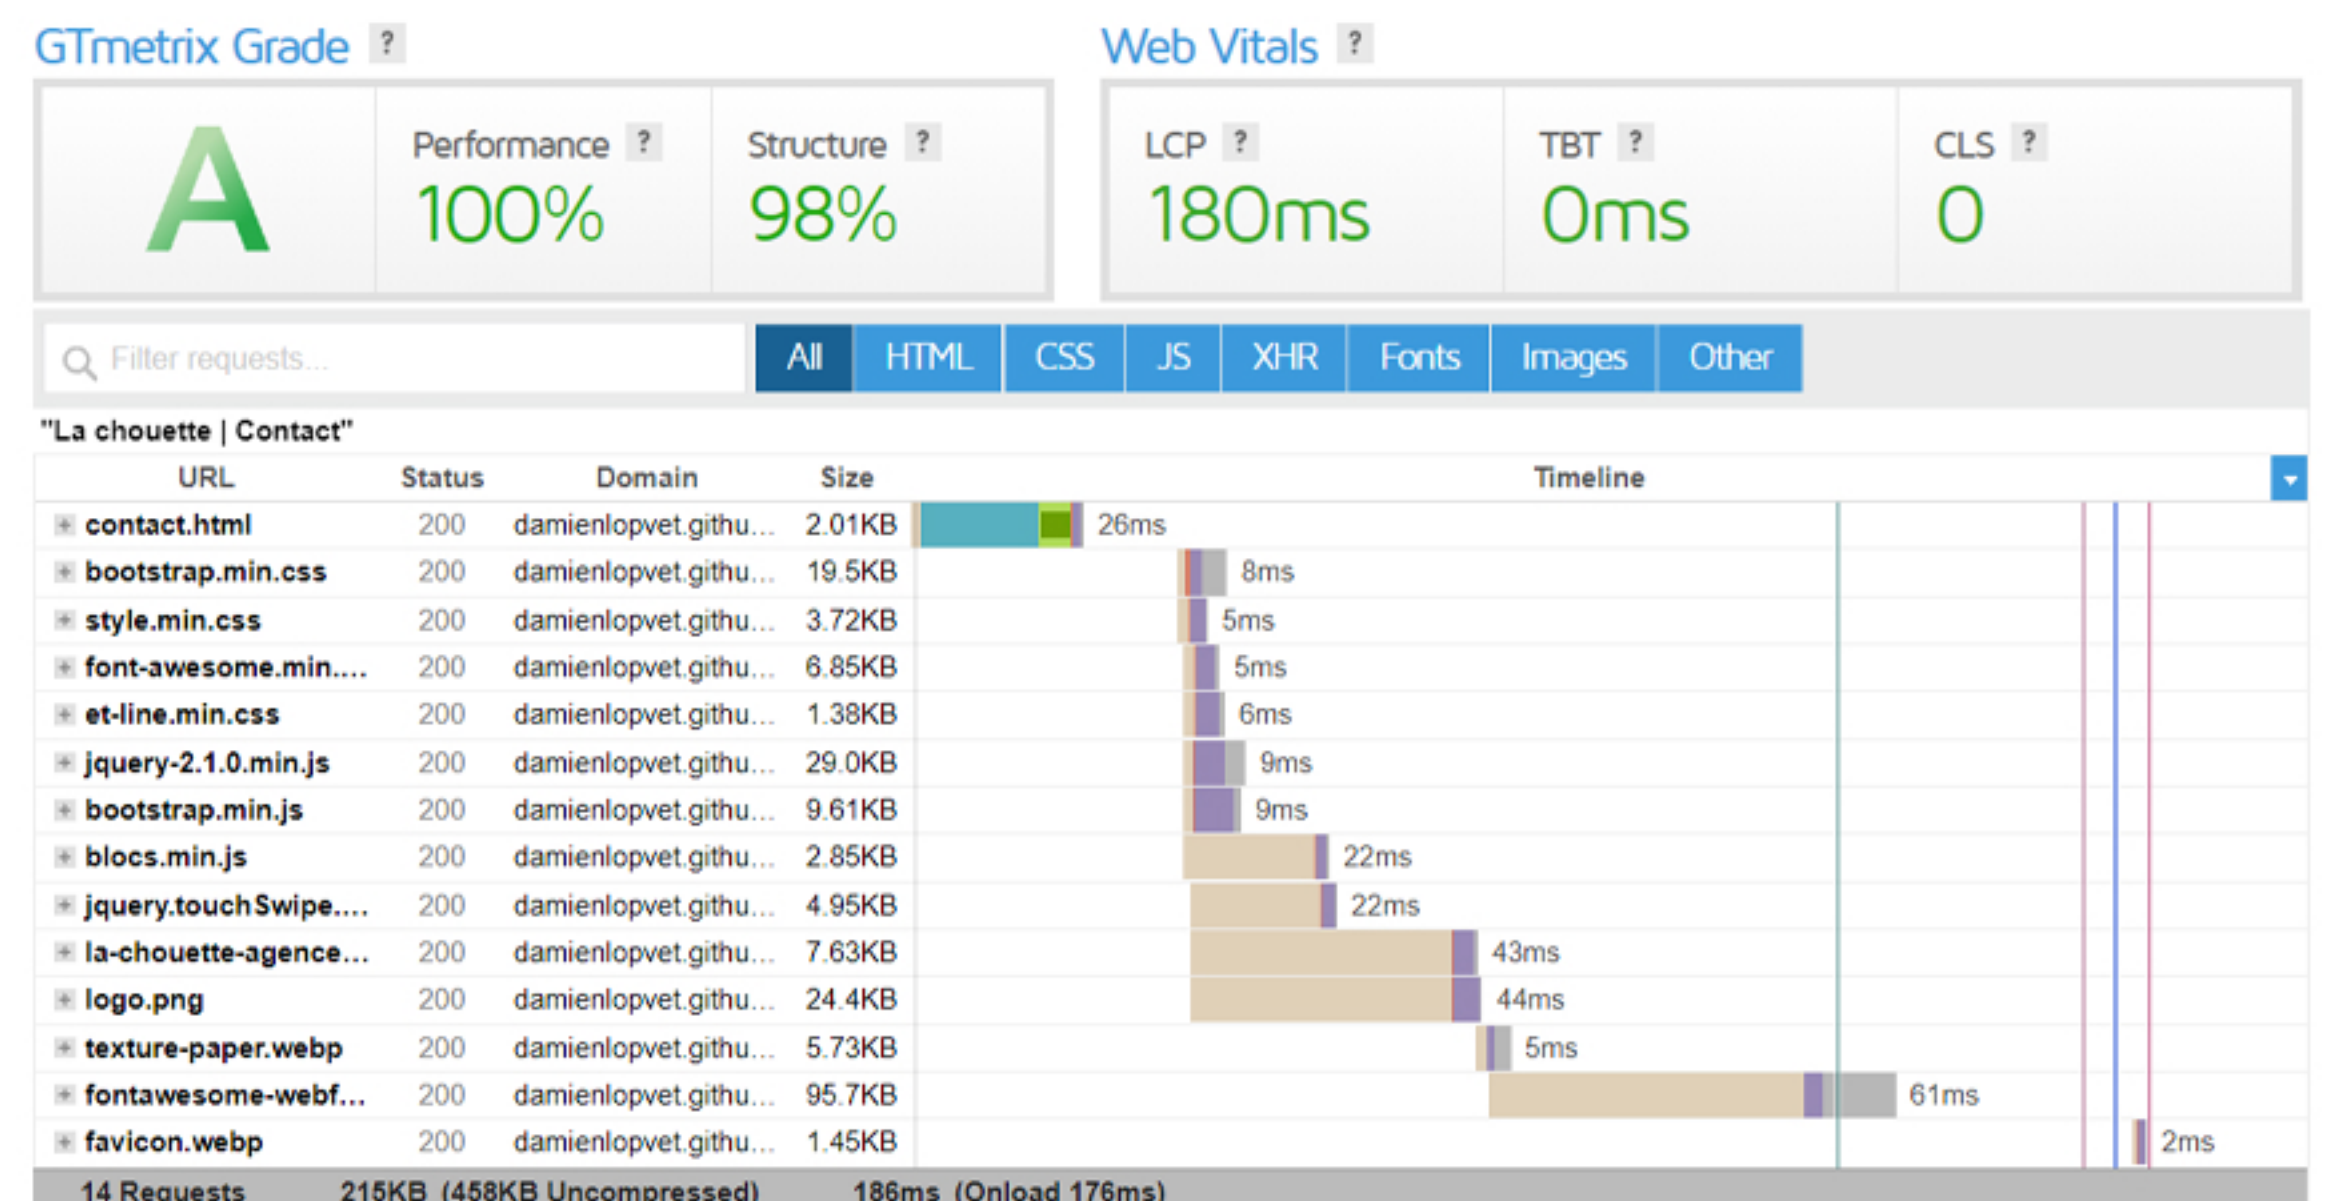 GTmetrix Grade ?
Web Vitals ?
A
Performance ?
100%
Structure ?
98%
LCP ?
180ms
TBT ?
0ms
CLS ?
0
Filter requests...
All HTML CSS JS XHR Fonts Images Other
"La chouette | Contact"
URL Status Domain Size Timeline
contact.html 200 damienlopvet.githu... 2.01KB 26ms
bootstrap.min.css 200 damienlopvet.githu... 19.5KB 8ms
style.min.css 200 damienlopvet.githu... 3.72KB 5ms
font-awesome.min.... 200 damienlopvet.githu... 6.85KB 5ms
et-line.min.css 200 damienlopvet.githu... 1.38KB 6ms
jquery-2.1.0.min.js 200 damienlopvet.githu... 29.0KB 9ms
bootstrap.min.js 200 damienlopvet.githu... 9.61KB 9ms
blocs.min.js 200 damienlopvet.githu... 2.85KB 22ms
jquery.touchSwipe.... 200 damienlopvet.githu... 4.95KB 22ms
la-chouette-agence... 200 damienlopvet.githu... 7.63KB 43ms
logo.png 200 damienlopvet.githu... 24.4KB 44ms
texture-paper.webp 200 damienlopvet.githu... 5.73KB 5ms
fontawesome-webf... 200 damienlopvet.githu... 95.7KB 61ms
favicon.webp 200 damienlopvet.githu... 1.45KB 2ms
14 Requests 215KB (458KB Uncompressed) 186ms (Onload 176ms)